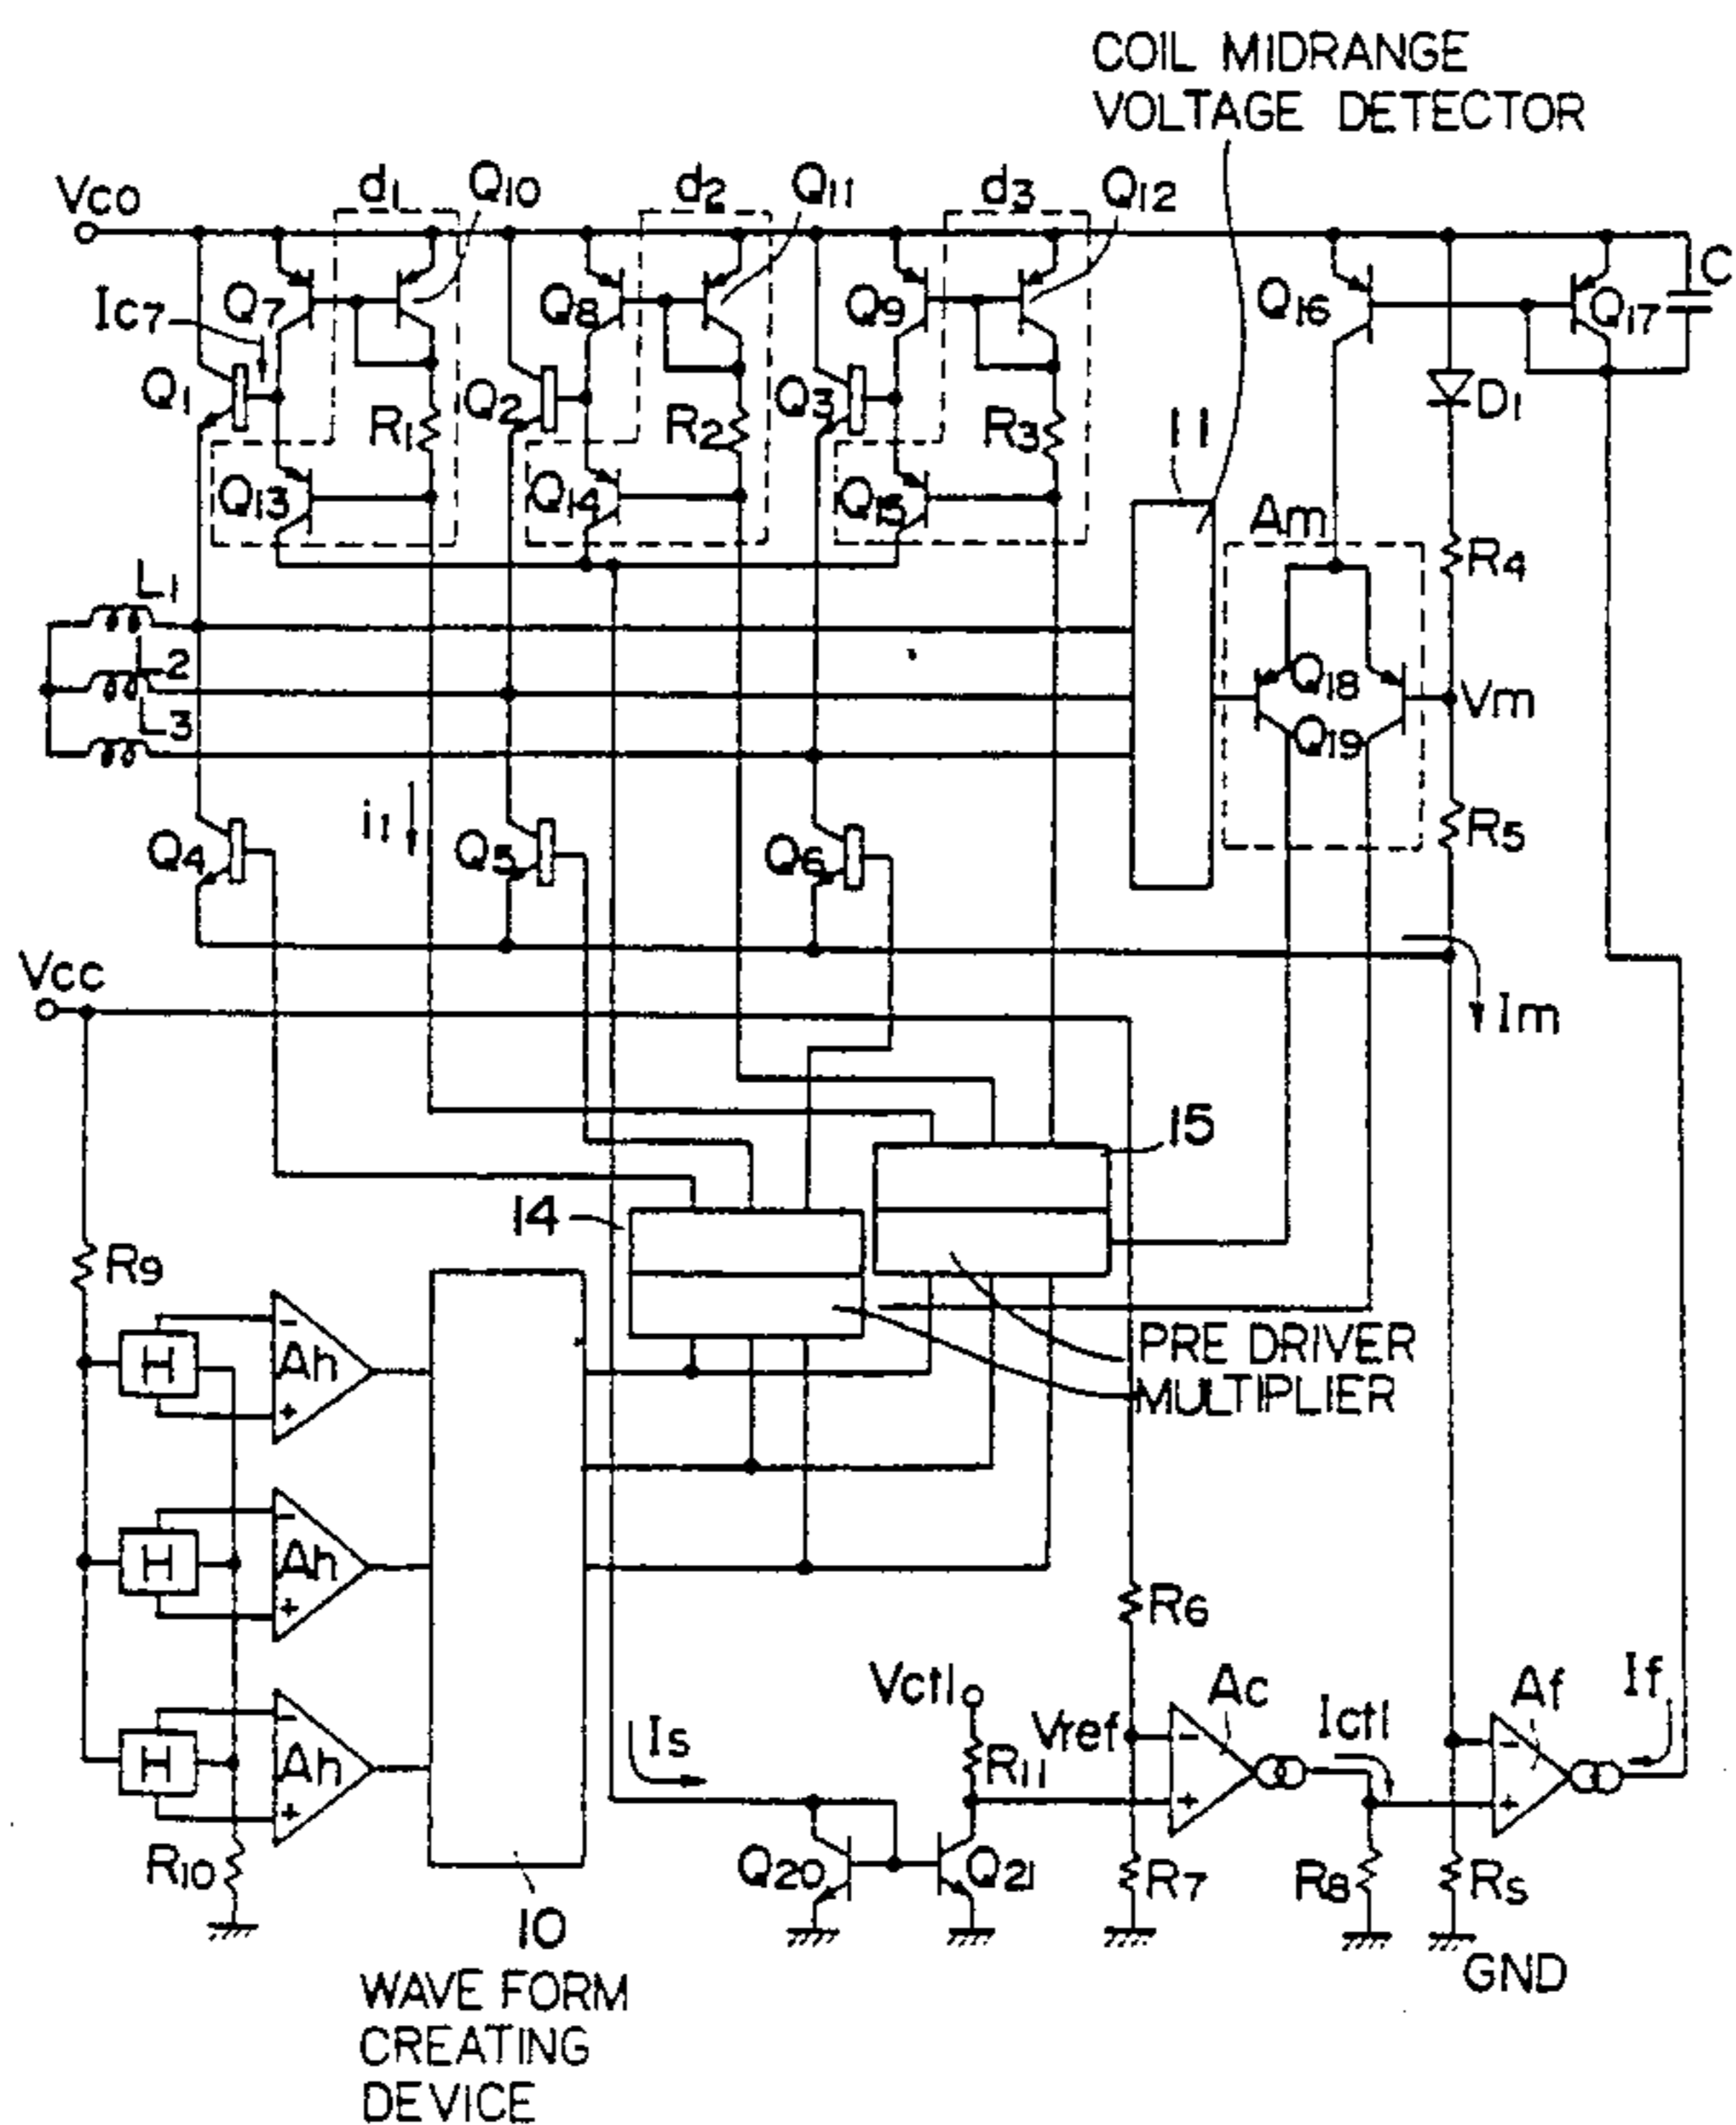 COIL MIDRANGE
VOLTAGE DETECTOR
Vco
d1
Q10
d2
Q11
d3
Q12
Ic7
Q7
Q8
Q9
Q16
Q17
C
Q1
Q2
Q3
D1
R1
R2
R3
11
Q13
Q14
Q15
Am
R4
L1
L2
L3
Q18
Q19
Vm
i1
Q4
Q5
Q6
R5
Vcc
Im
15
14
R9
H
-
+
Ah
PRE DRIVER
MULTIPLIER
H
-
+
Ah
R6
H
-
+
Ah
Is
Vctl
R11
Vref
-
+
Ac
Ictl
-
+
Af
If
R10
Q20
Q21
R7
R8
Rs
GND
10
WAVE FORM
CREATING
DEVICE